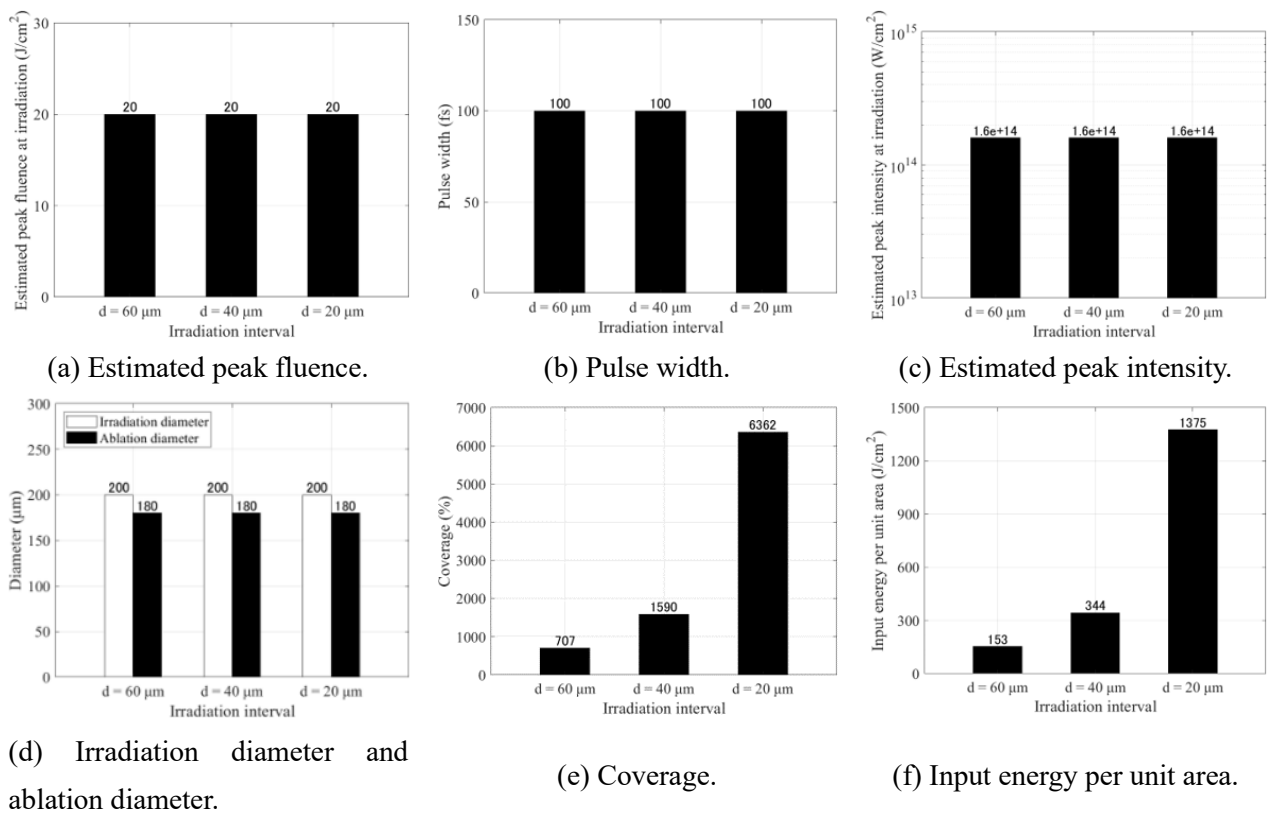 Estimated peak fluence at irradiation (J/cm²)
30
20
10
0
20
20
20
d = 60 μm
d = 40 μm
d = 20 μm
Irradiation interval
(a) Estimated peak fluence.
Pulse width (fs)
150
100
50
0
100
100
100
d = 60 μm
d = 40 μm
d = 20 μm
Irradiation interval
(b) Pulse width.
Estimated peak intensity at irradiation (W/cm²)
10¹⁵
10¹⁴
10¹³
1.6e+14
1.6e+14
1.6e+14
d = 60 μm
d = 40 μm
d = 20 μm
Irradiation interval
(c) Estimated peak intensity.
Diameter (μm)
300
250
200
150
100
50
0
Irradiation diameter
Ablation diameter
200
180
200
180
200
180
d = 60 μm
d = 40 μm
d = 20 μm
Irradiation interval
(d) Irradiation diameter and
ablation diameter.
Coverage (%)
7000
6000
5000
4000
3000
2000
1000
0
707
1590
6362
d = 60 μm
d = 40 μm
d = 20 μm
Irradiation interval
(e) Coverage.
Input energy per unit area (J/cm²)
1500
1200
900
600
300
0
153
344
1375
d = 60 μm
d = 40 μm
d = 20 μm
Irradiation interval
(f) Input energy per unit area.